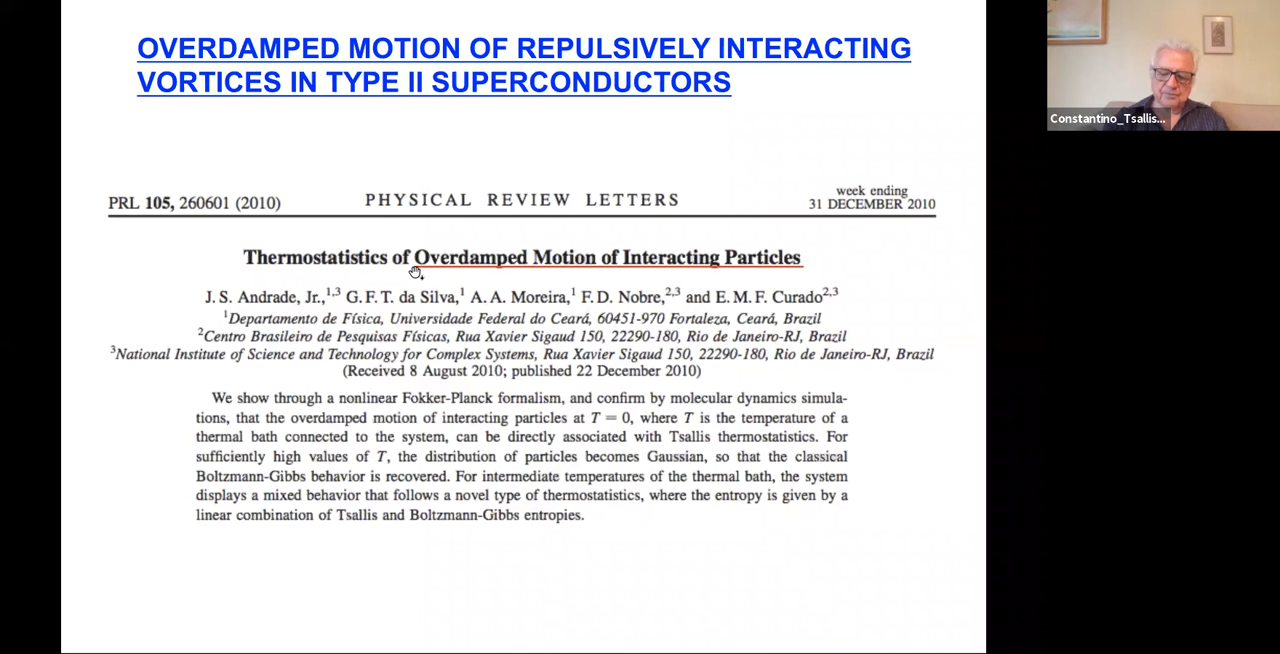 OVERDAMPED MOTION OF REPULSIVELY INTERACTING
VORTICES IN TYPE II SUPERCONDUCTORS
Constantino_Tsallis...
PRL 105, 260601 (2010)
PHYSICAL REVIEW LETTERS
week ending
31 DECEMBER 2010
Thermostatistics of Overdamped Motion of Interacting Particles
J. S. Andrade, Jr.,1,3 G. F. T. da Silva,1 A. A. Moreira,1 F. D. Nobre,2,3 and E. M. F. Curado2,3
1Departamento de Física, Universidade Federal do Ceará, 60451-970 Fortaleza, Ceará, Brazil
2Centro Brasileiro de Pesquisas Físicas, Rua Xavier Sigaud 150, 22290-180, Rio de Janeiro-RJ, Brazil
3National Institute of Science and Technology for Complex Systems, Rua Xavier Sigaud 150, 22290-180, Rio de Janeiro-RJ, Brazil
(Received 8 August 2010; published 22 December 2010)
We show through a nonlinear Fokker-Planck formalism, and confirm by molecular dynamics simula-
tions, that the overdamped motion of interacting particles at T = 0, where T is the temperature of a
thermal bath connected to the system, can be directly associated with Tsallis thermostatistics. For
sufficiently high values of T, the distribution of particles becomes Gaussian, so that the classical
Boltzmann-Gibbs behavior is recovered. For intermediate temperatures of the thermal bath, the system
displays a mixed behavior that follows a novel type of thermostatistics, where the entropy is given by a
linear combination of Tsallis and Boltzmann-Gibbs entropies.